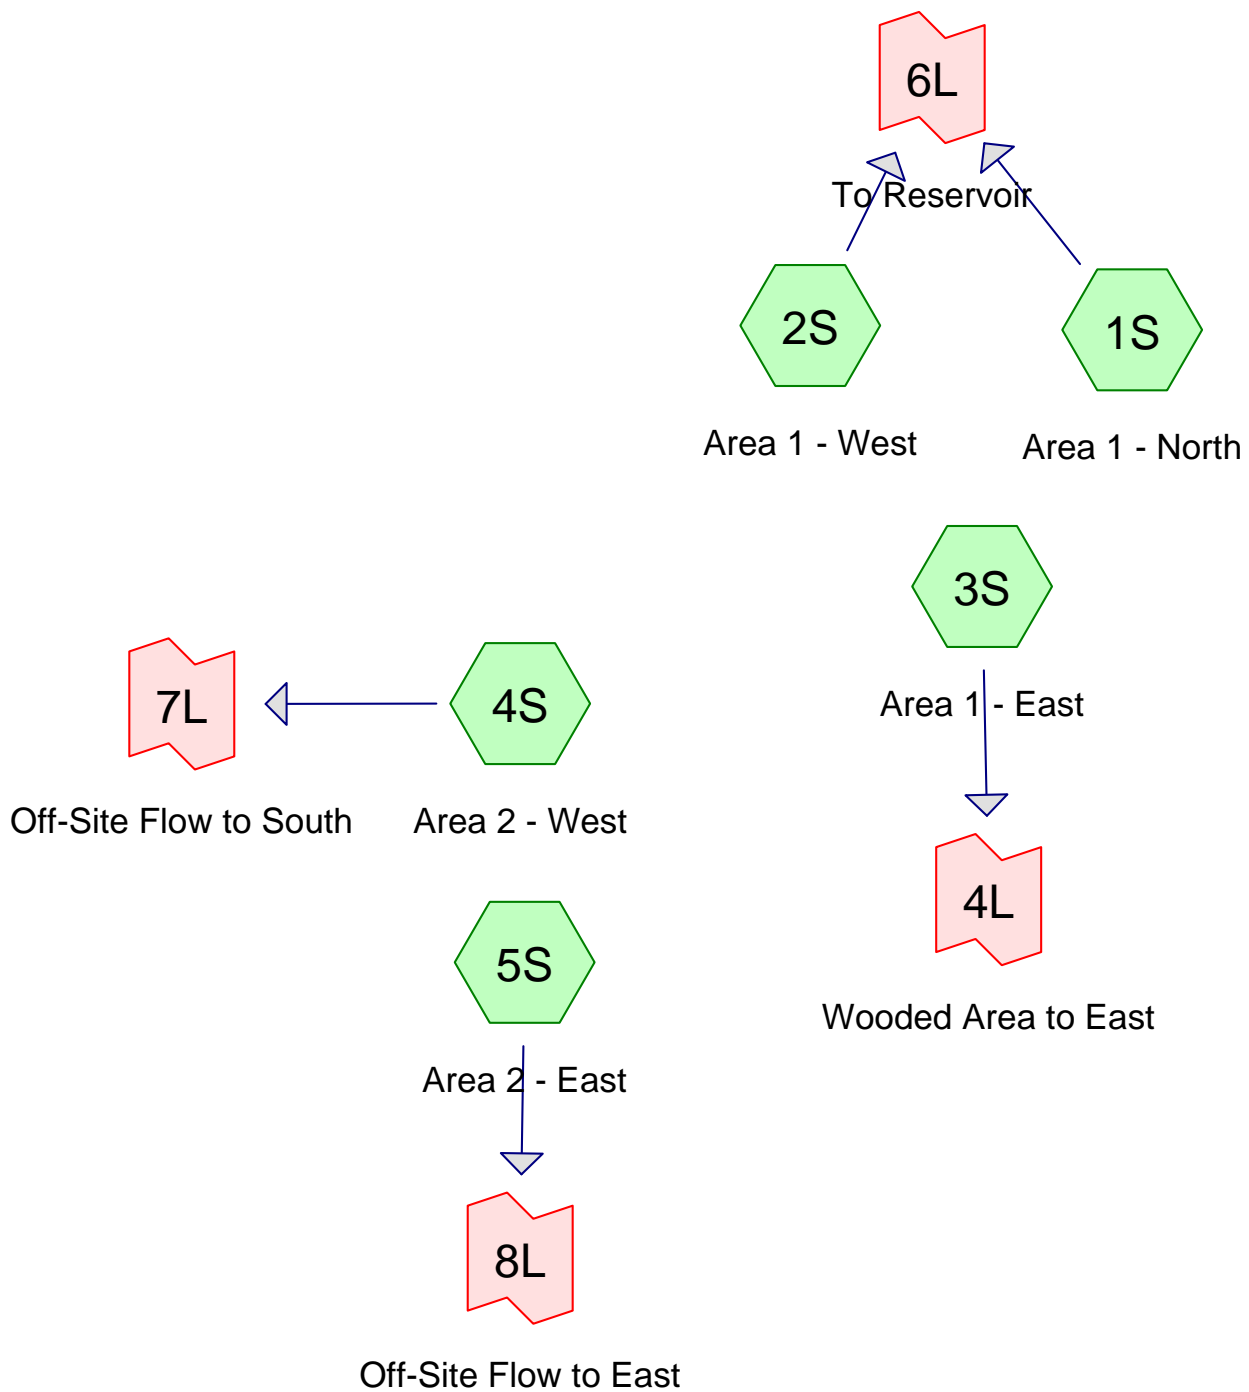 6L
To Reservoir
2S
1S
Area 1 - West
Area 1 - North
3S
Area 1 - East
7L
4S
Off-Site Flow to South
Area 2 - West
4L
Wooded Area to East
5S
Area 2 - East
8L
Off-Site Flow to East